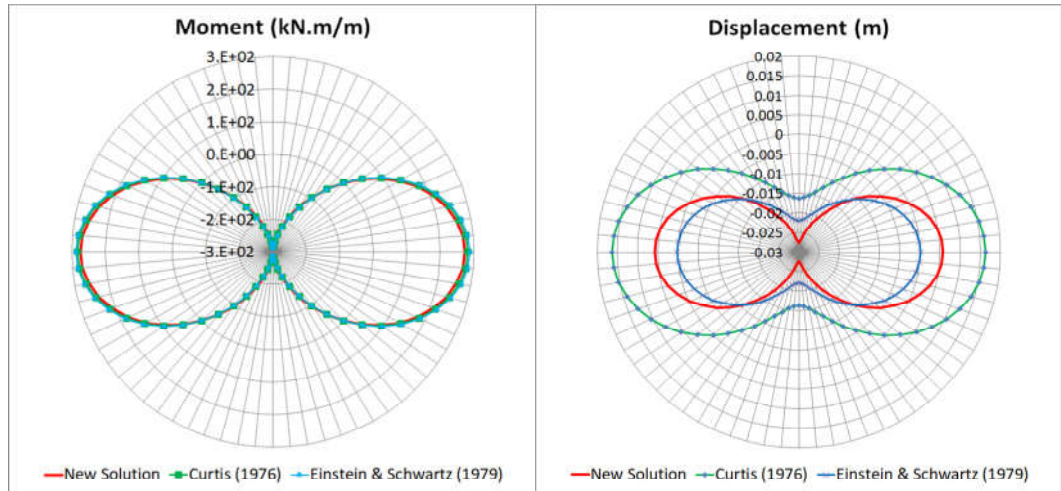 Moment (kN.m/m)
3.E+02
2.E+02
1.E+02
0.E+00
-1.E+02
-2.E+02
-3.E+02
New Solution Curtis (1976) Einstein & Schwartz (1979)
Displacement (m)
0.02
0.015
0.01
0.005
0
-0.005
-0.01
-0.015
-0.02
-0.025
-0.03
New Solution Curtis (1976) Einstein & Schwartz (1979)